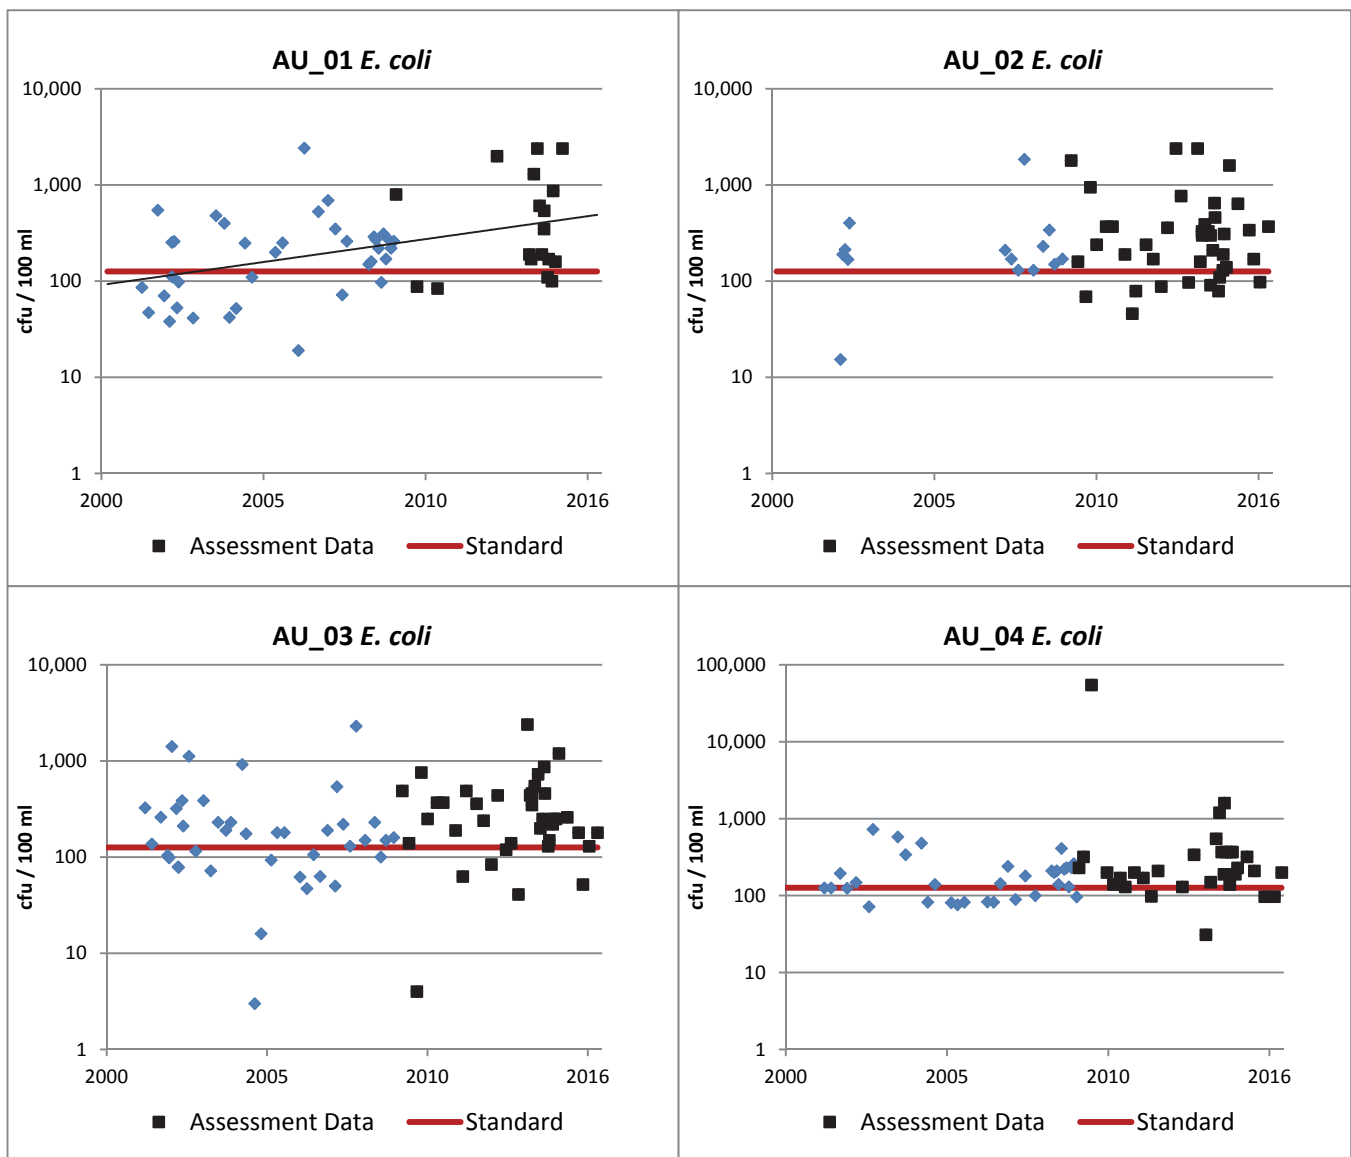 AU_01 E. coli
10,000
1,000
100
10
1
cfu / 100 ml
2000 2005 2010 2016
Assessment Data Standard
AU_02 E. coli
10,000
1,000
100
10
1
cfu / 100 ml
2000 2005 2010 2016
Assessment Data Standard
AU_03 E. coli
10,000
1,000
100
10
1
cfu / 100 ml
2000 2005 2010 2016
Assessment Data Standard
AU_04 E. coli
100,000
10,000
1,000
100
10
1
cfu / 100 ml
2000 2005 2010 2016
Assessment Data Standard